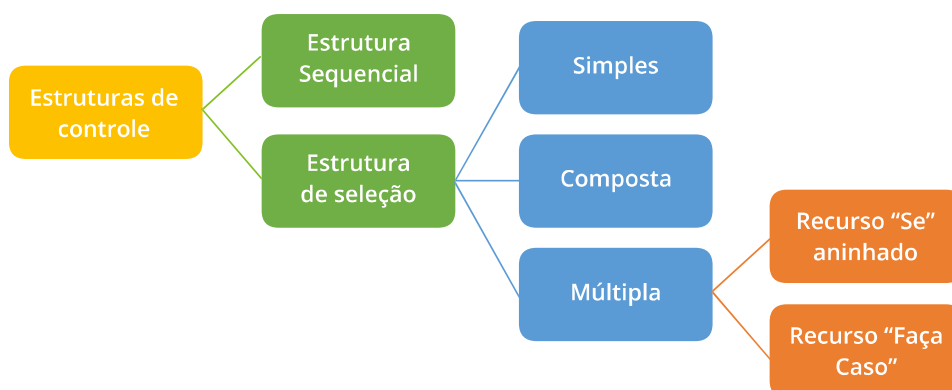 Estruturas de
controle
Estrutura
Sequencial
Estrutura
de seleção
Simples
Composta
Múltipla
Recurso “Se”
aninhado
Recurso “Faça
Caso”